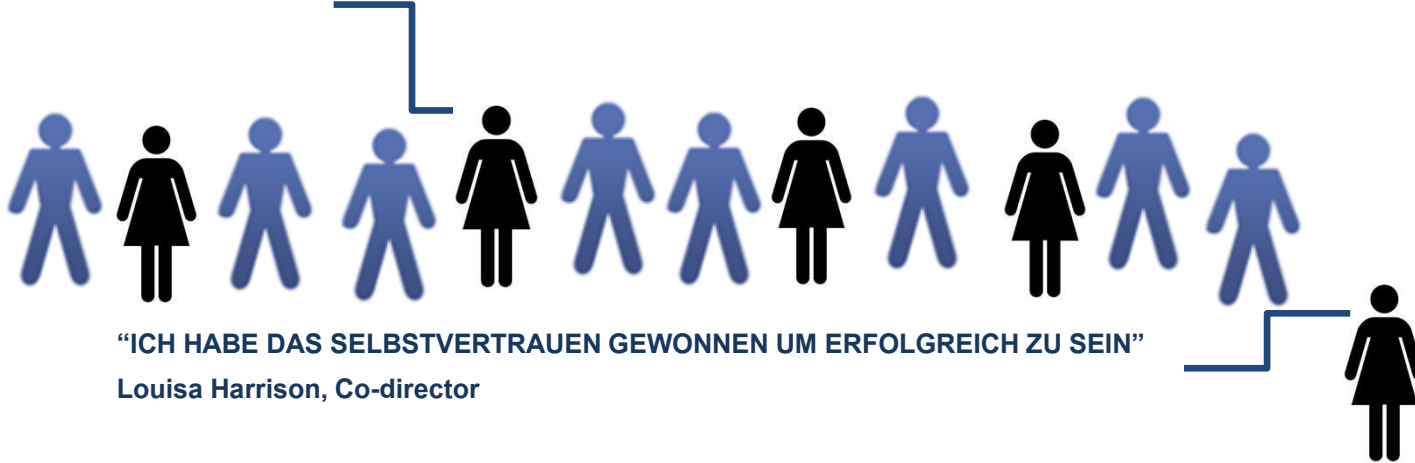 “ICH HABE DAS SELBSTVERTRAUEN GEWONNEN UM ERFOLGREICH ZU SEIN”
Louisa Harrison, Co-director